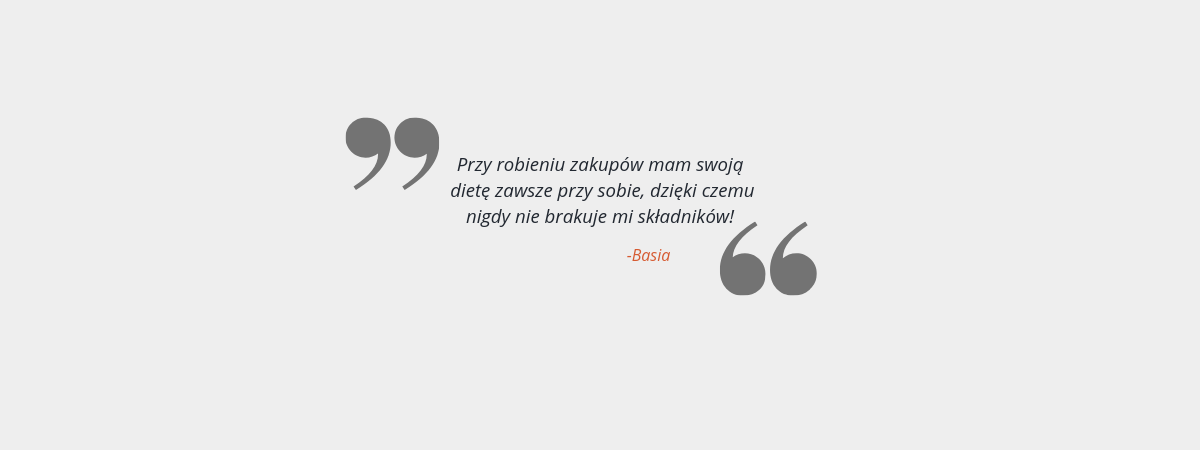 Przy robieniu zakupów mam swoją
dietę zawsze przy sobie, dzięki czemu
nigdy nie brakuje mi składników!
-Basia